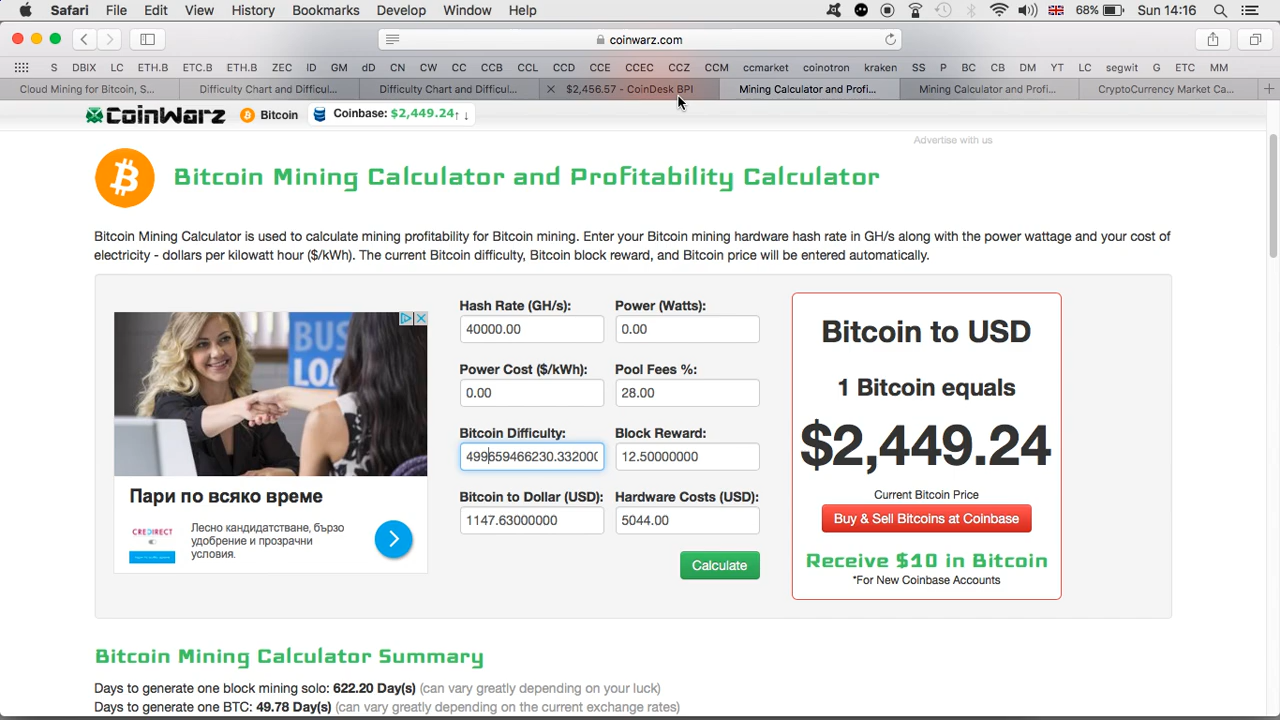 Safari File Edit View History Bookmarks Develop Window Help 68% Sun 14:16
coinwarz.com
S DBIX LC ETH.B ETC.B ETH.B ZEC ID GM dD CN CW CC CCB CCL CCD CCE CCEC CCZ CCM ccmarket coinotron kraken SS P BC CB DM YT LC segwit G ETC MM
Cloud Mining for Bitcoin, S... Difficulty Chart and Difficul... Difficulty Chart and Difficul... $2,456.57 - CoinDesk BPI Mining Calculator and Profi... Mining Calculator and Profi... CryptoCurrency Market Ca...
CoinWarz Bitcoin Coinbase: $2,449.24↑ ↓
Advertise with us
Bitcoin Mining Calculator and Profitability Calculator
Bitcoin Mining Calculator is used to calculate mining profitability for Bitcoin mining. Enter your Bitcoin mining hardware hash rate in GH/s along with the power wattage and your cost of
electricity - dollars per kilowatt hour ($/kWh). The current Bitcoin difficulty, Bitcoin block reward, and Bitcoin price will be entered automatically.
BUSI
LOA
Пари по всяко време
CREDIRECT
Лесно кандидатстване, бързо
одобрение и прозрачни
условия.
Hash Rate (GH/s): Power (Watts):
40000.00 0.00
Power Cost ($/kWh): Pool Fees %:
0.00 28.00
Bitcoin Difficulty: Block Reward:
499659466230.332000 12.50000000
Bitcoin to Dollar (USD): Hardware Costs (USD):
1147.63000000 5044.00
Calculate
Bitcoin to USD
1 Bitcoin equals
$2,449.24
Current Bitcoin Price
Buy & Sell Bitcoins at Coinbase
Receive $10 in Bitcoin
*For New Coinbase Accounts
Bitcoin Mining Calculator Summary
Days to generate one block mining solo: 622.20 Day(s) (can vary greatly depending on your luck)
Days to generate one BTC: 49.78 Day(s) (can vary greatly depending on the current exchange rates)